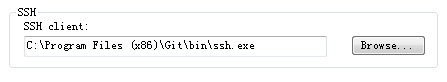 SSH
SSH client:
C:\Program Files (x86)\Git\bin\ssh.exe
Browse...